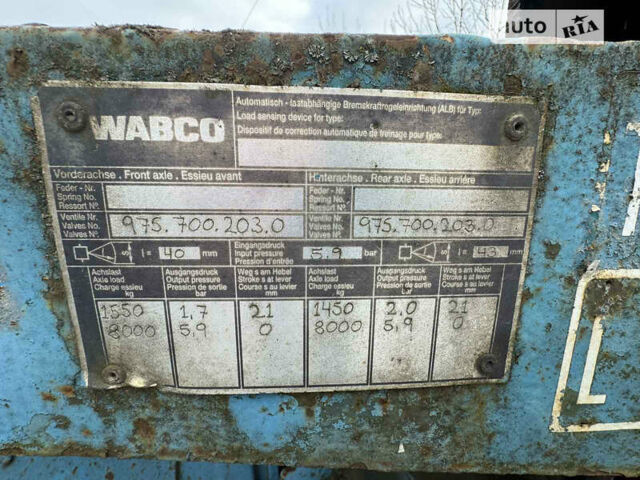 auto RIA
WABCO
Automatisch - lastabhängige Bremskraftregeleinrichtung (ALB) für Typ:
Load sensing device for type:
Dispositif de correction automatique de freinage pour type:
Vorderachse . Front axle . Essieu avant
Hinterachse . Rear axle . Essieu arrière
Feder - Nr. Feder - Nr.
Spring No. Spring No.
Ressort Nº. Ressort Nº.
Ventile Nr. Ventile Nr.
Valves No. 975.700.203.0 Valves No. 975.700.203.0
Valves Nº. Valves Nº.
l = 40 mm
Eingangsdruck
Input pressure 5,9 bar
Pression d'entrée
l = mm
Achslast Ausgangsdruck Weg s am Hebel Achslast Ausgangsdruck Weg s am Hebel
Axle load Output pressure Stroke s at lever Axle load Output pressure Stroke s at lever
Charge essieu Pression de sortie Course s à levier Charge essieu Pression de sortie Course s à levier
kg bar mm kg bar mm
1550 1,7 21 1450 2,0 21
8000 5,9 0 8000 5,9 0